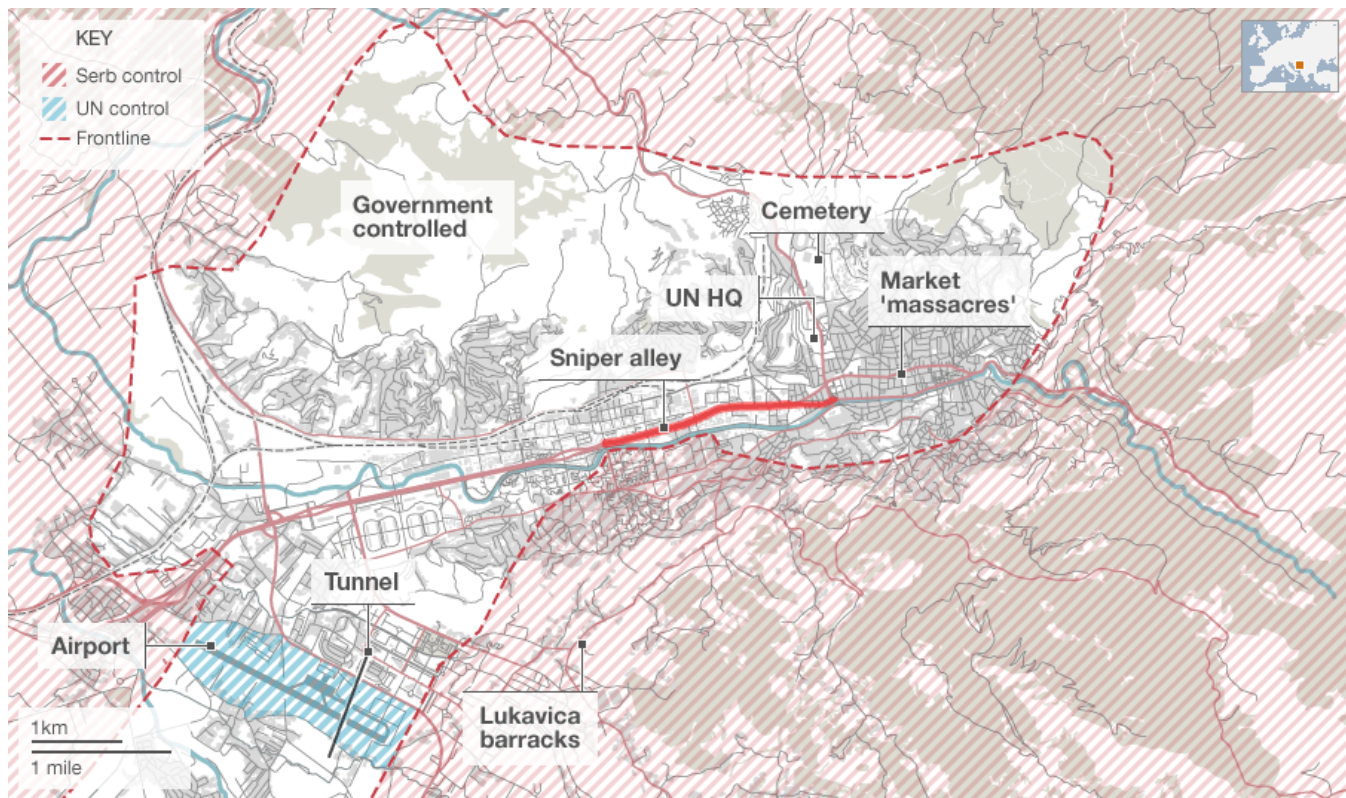 KEY
Serb control
UN control
Frontline
Government
controlled
Cemetery
UN HQ
Market
'massacres'
Sniper alley
Tunnel
Airport
Lukavica
barracks
1km
1 mile